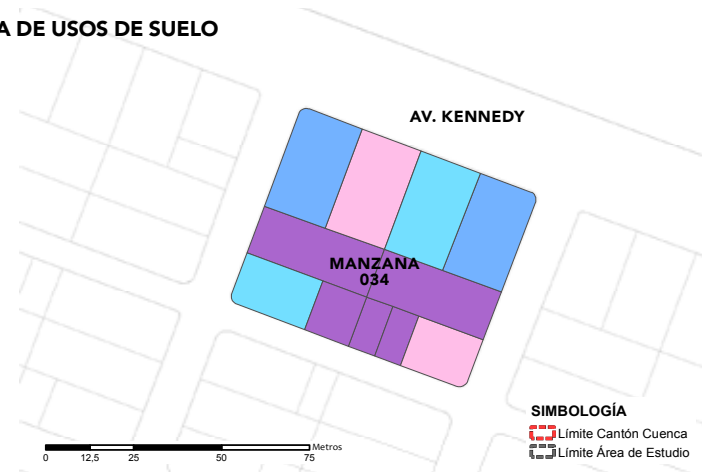 A DE USOS DE SUELO
AV. KENNEDY
MANZANA
034
SIMBOLOGÍA
Límite Cantón Cuenca
Límite Área de Estudio
Metros
0 12,5 25 50 75